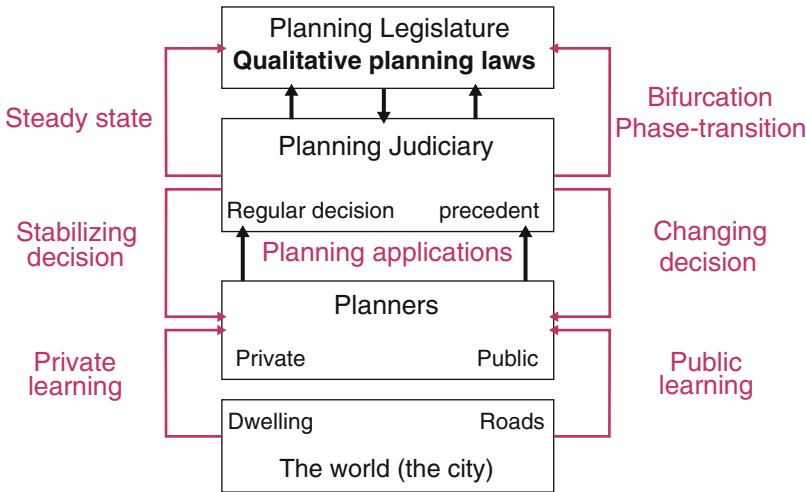 Planning Legislature
Qualitative planning laws
Steady state
Bifurcation
Phase-transition
Planning Judiciary
Regular decision
precedent
Stabilizing
decision
Planning applications
Changing
decision
Planners
Private
Public
Private
learning
Public
learning
Dwelling
Roads
The world (the city)